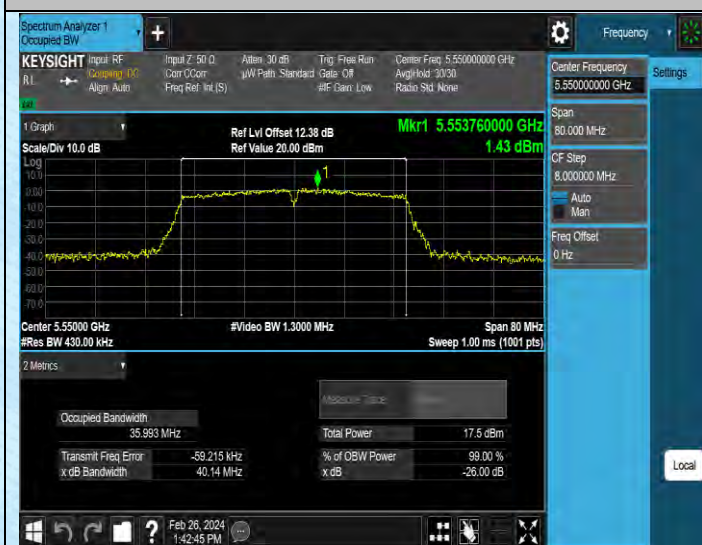 Spectrum Analyzer 1
Occupied BW
+
Frequency
KEYSIGHT
Input: RF
Coupling: DC
Align: Auto
Input Z: 50 Ω
Corr CCorr
Freq Ref: Int (S)
Atten: 30 dB
µW Path: Standard
Trig: Free Run
Gate: Off
#IF Gain: Low
Center Freq: 5.550000000 GHz
Avg|Hold: 30/30
Radio Std: None
Center Frequency
5.550000000 GHz
Settings
Span
80.000 MHz
CF Step
8.000000 MHz
Auto
Man
Freq Offset
0 Hz
Local
1 Graph
Scale/Div 10.0 dB
Ref Lvl Offset 12.38 dB
Ref Value 20.00 dBm
Mkr1 5.553760000 GHz
1.43 dBm
Log
10.0
0.00
-10.0
-20.0
-30.0
-40.0
-50.0
-60.0
-70.0
1
Center 5.55000 GHz
#Res BW 430.00 kHz
#Video BW 1.3000 MHz
Span 80 MHz
Sweep 1.00 ms (1001 pts)
2 Metrics
Measure Trace
Occupied Bandwidth
35.993 MHz
Total Power 17.5 dBm
Transmit Freq Error -59.215 kHz
% of OBW Power 99.00 %
x dB Bandwidth 40.14 MHz
x dB -26.00 dB
?
Feb 26, 2024
1:42:45 PM